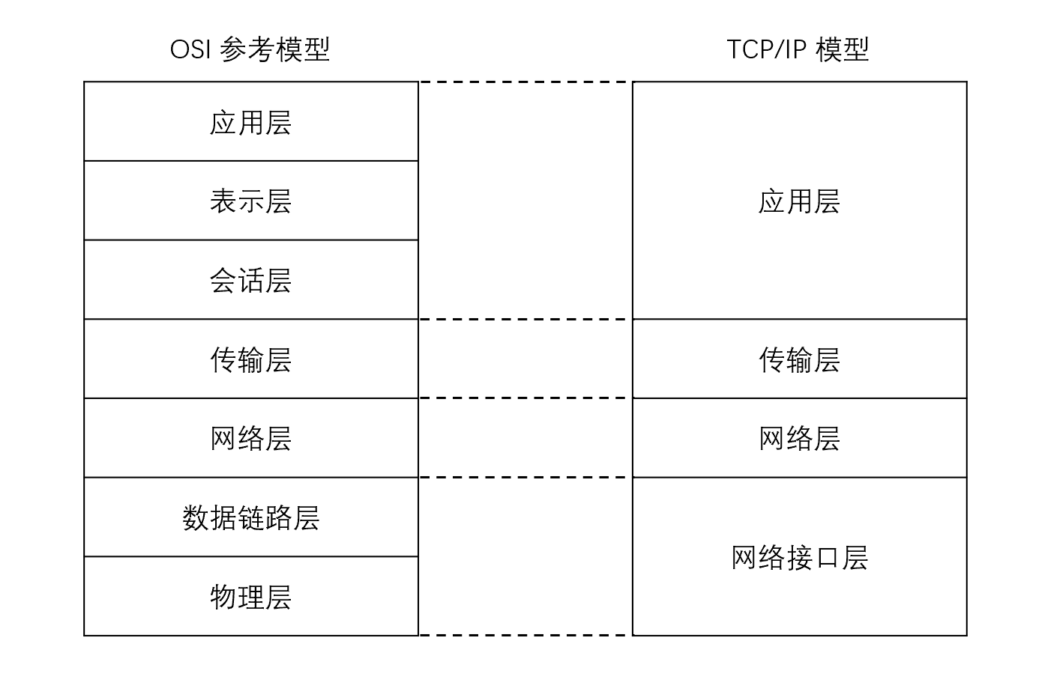 OSI 参考模型
TCP/IP 模型
应用层
表示层
会话层
传输层
网络层
数据链路层
物理层
应用层
传输层
网络层
网络接口层